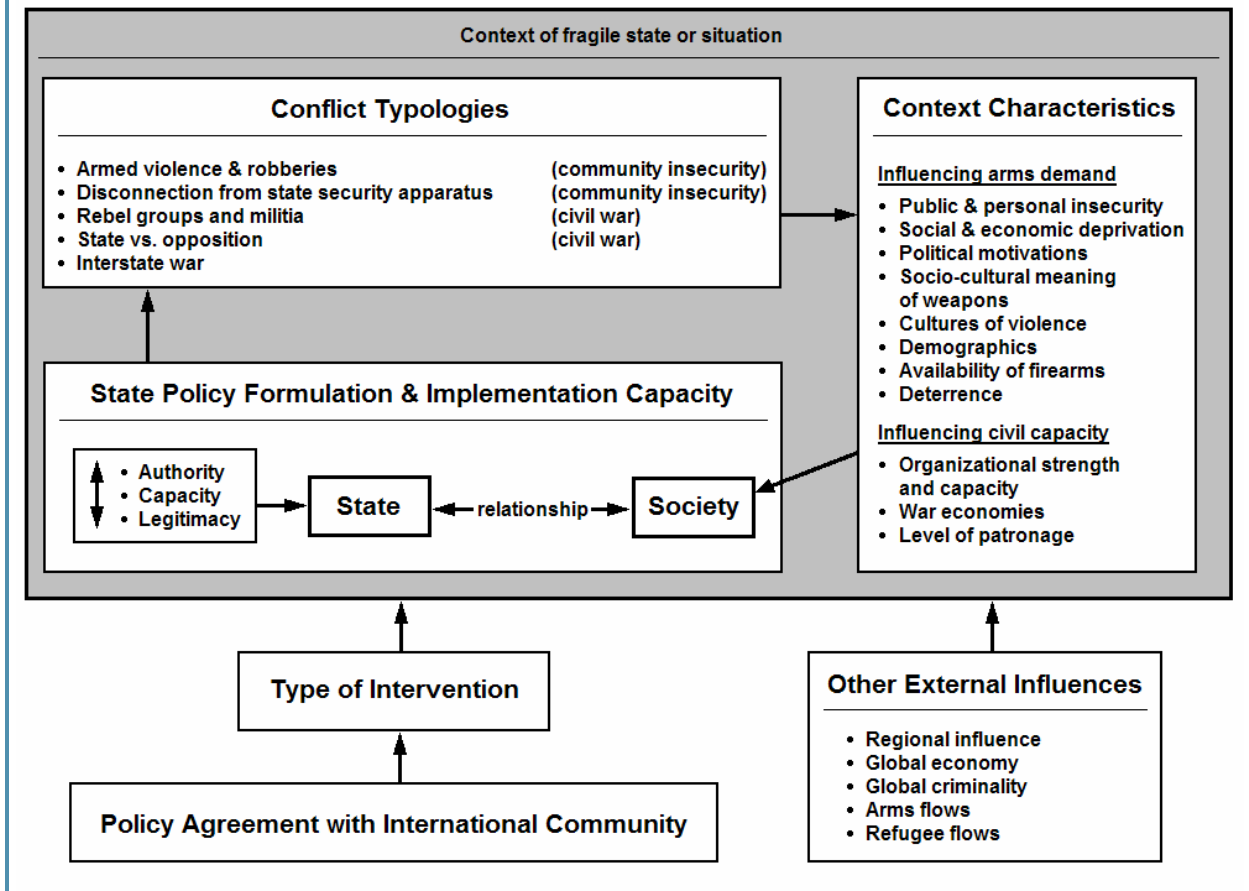 Context of fragile state or situation
Conflict Typologies
• Armed violence & robberies (community insecurity)
• Disconnection from state security apparatus (community insecurity)
• Rebel groups and militia (civil war)
• State vs. opposition (civil war)
• Interstate war
Context Characteristics
Influencing arms demand
• Public & personal insecurity
• Social & economic deprivation
• Political motivations
• Socio-cultural meaning
of weapons
• Cultures of violence
• Demographics
• Availability of firearms
• Deterrence
Influencing civil capacity
• Organizational strength
and capacity
• War economies
• Level of patronage
State Policy Formulation & Implementation Capacity
• Authority
• Capacity
• Legitimacy
State
relationship
Society
Type of Intervention
Policy Agreement with International Community
Other External Influences
• Regional influence
• Global economy
• Global criminality
• Arms flows
• Refugee flows